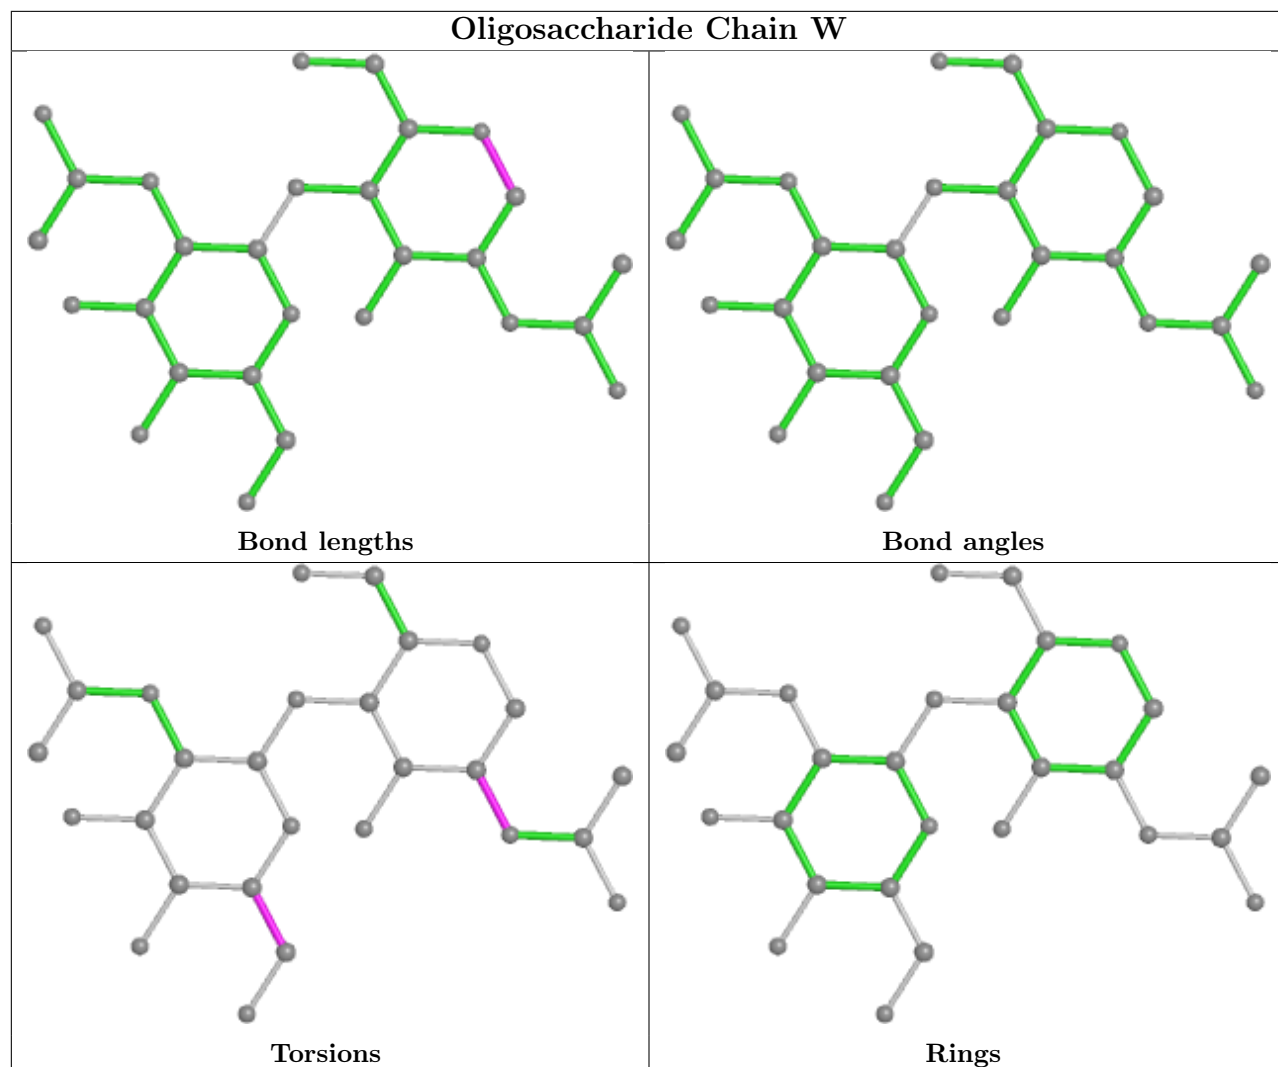 Oligosaccharide Chain W
Bond lengths
Bond angles
Torsions
Rings